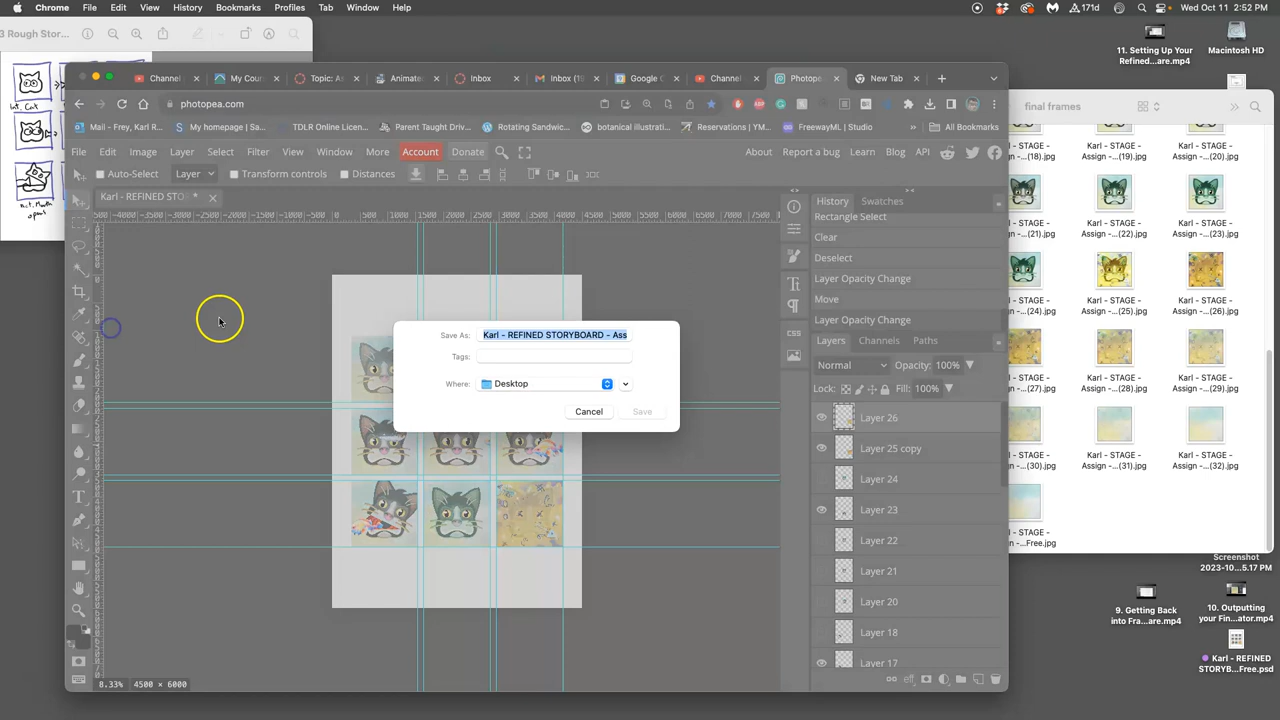 Chrome File Edit View History Bookmarks Profiles Tab Window Help 171d Wed Oct 11 2:52 PM
3 Rough Stor...
Int. Cat
Channel My Cou Topic: As Animate Inbox Inbox (19 Google C Channel Photope New Tab
photopea.com
Mail - Frey, Karl R... My homepage | Sa... TDLR Online Licen... Parent Taught Driv... Rotating Sandwic... botanical illustrati... Reservations | YM... FreewayML | Studio All Bookmarks
File Edit Image Layer Select Filter View Window More Account Donate About Report a bug Learn Blog API
Auto-Select Layer Transform controls Distances
Karl - REFINED STO *
Save As: Karl - REFINED STORYBOARD - Ass
Tags:
Where: Desktop
Cancel Save
8.33% 4500 x 6000
History Swatches
Rectangle Select
Clear
Deselect
Layer Opacity Change
Move
Layer Opacity Change
Layers Channels Paths
Normal Opacity: 100%
Lock: Fill: 100%
Layer 26
Layer 25 copy
Layer 24
Layer 23
Layer 22
Layer 21
Layer 20
Layer 18
Layer 17
CSS
11. Setting Up Your Refined...are.mp4
Macintosh HD
final frames
Karl - STAGE - Assign -...(18).jpg
Karl - STAGE - Assign -...(19).jpg
Karl - STAGE - Assign -...(20).jpg
Karl - STAGE - Assign -...(21).jpg
Karl - STAGE - Assign -...(22).jpg
Karl - STAGE - Assign -...(23).jpg
Karl - STAGE - Assign -...(24).jpg
Karl - STAGE - Assign -...(25).jpg
Karl - STAGE - Assign -...(26).jpg
Karl - STAGE - Assign -...(27).jpg
Karl - STAGE - Assign -...(28).jpg
Karl - STAGE - Assign -...(29).jpg
Karl - STAGE - Assign -...(30).jpg
Karl - STAGE - Assign -...(31).jpg
Karl - STAGE - Assign -...(32).jpg
Karl - STAGE - Assign -...Free.jpg
Screenshot 2023-10...5.17 PM
9. Getting Back into Fra...are.mp4
10. Outputting your Fin...ator.mp4
Karl - REFINED STORYB...Free.psd